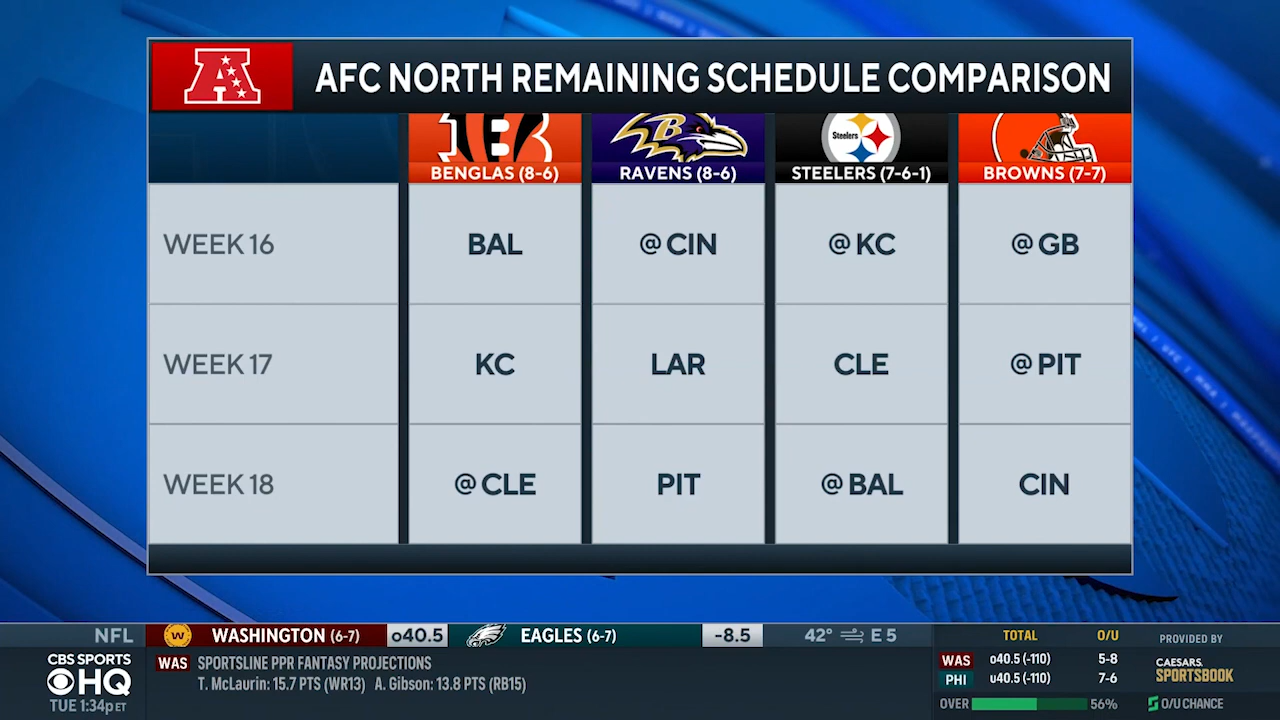 A
AFC NORTH REMAINING SCHEDULE COMPARISON
B
B
Steelers
BENGLAS (8-6) RAVENS (8-6) STEELERS (7-6-1) BROWNS (7-7)
WEEK 16 BAL @ CIN @ KC @ GB
WEEK 17 KC LAR CLE @ PIT
WEEK 18 @ CLE PIT @ BAL CIN
NFL W WASHINGTON (6-7) o40.5 EAGLES (6-7) -8.5 42° E 5
CBS SPORTS
HQ
TUE 1:34p ET
WAS SPORTSLINE PPR FANTASY PROJECTIONS
T. McLaurin: 15.7 PTS (WR13) A. Gibson: 13.8 PTS (RB15)
TOTAL O/U PROVIDED BY
WAS o40.5 (-110) 5-8
PHI u40.5 (-110) 7-6
CAESARS
SPORTSBOOK
OVER 56% O/U CHANCE